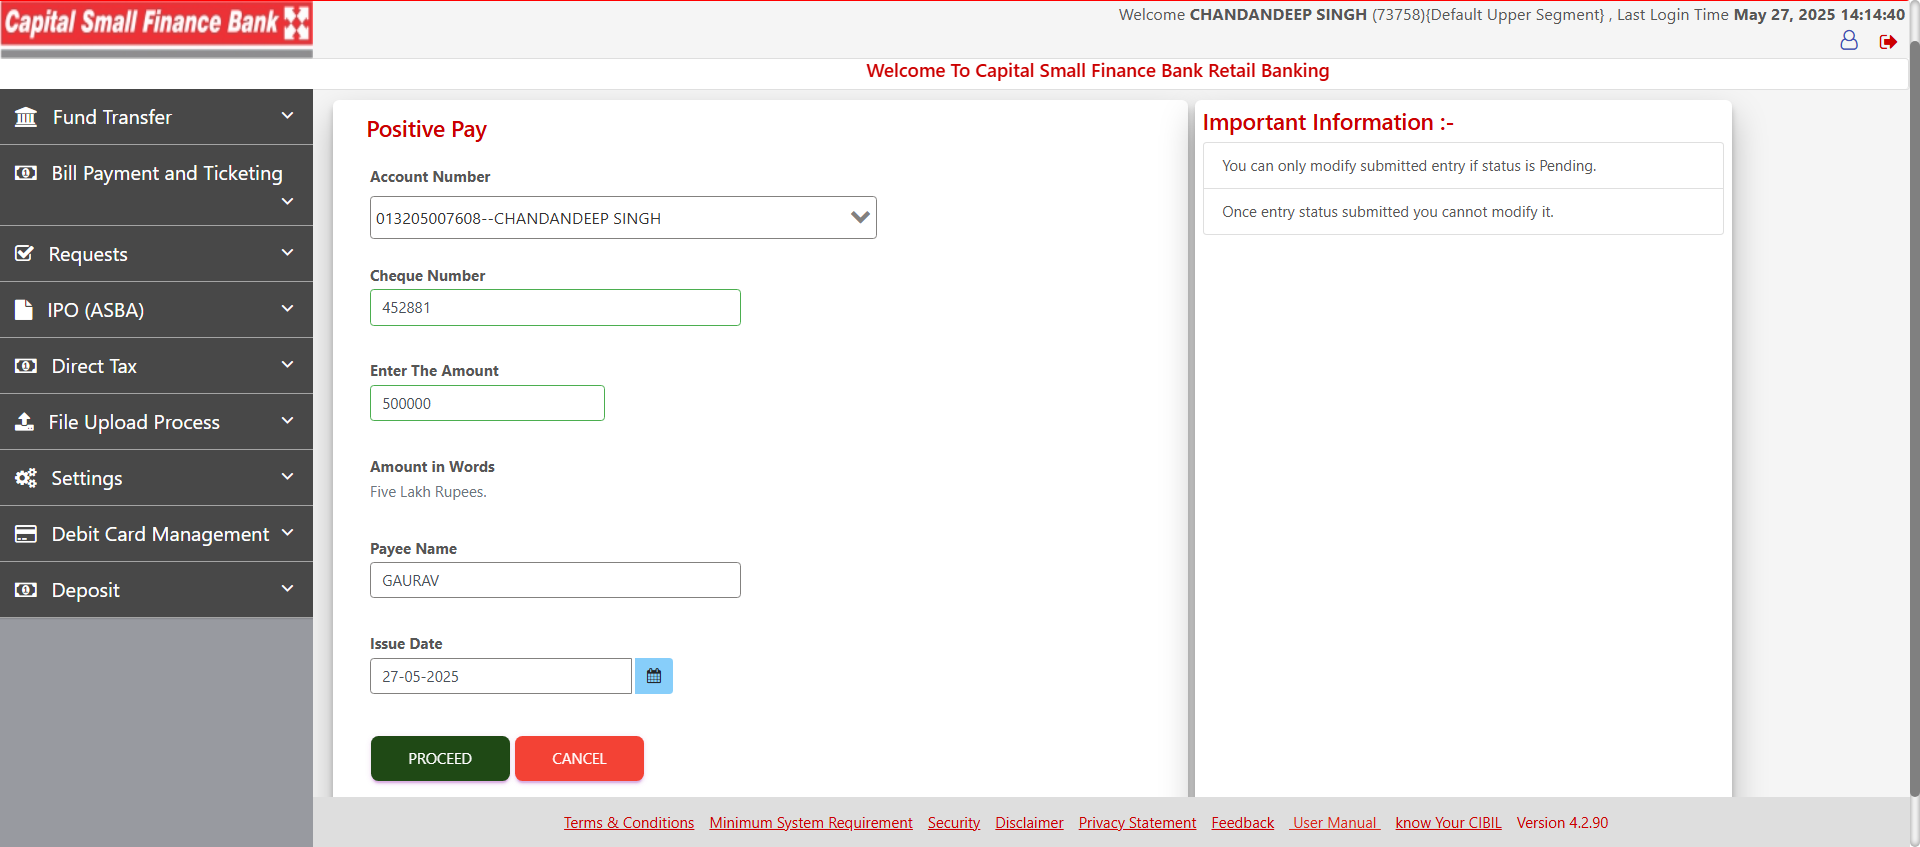 Capital Small Finance Bank
Welcome CHANDANDEEP SINGH (73758){Default Upper Segment} , Last Login Time May 27, 2025 14:14:40
Welcome To Capital Small Finance Bank Retail Banking
Fund Transfer
Bill Payment and Ticketing
Requests
IPO (ASBA)
Direct Tax
File Upload Process
Settings
Debit Card Management
Deposit
Positive Pay
Account Number
013205007608--CHANDANDEEP SINGH
Cheque Number
452881
Enter The Amount
500000
Amount in Words
Five Lakh Rupees.
Payee Name
GAURAV
Issue Date
27-05-2025
PROCEED CANCEL
Important Information :-
You can only modify submitted entry if status is Pending.
Once entry status submitted you cannot modify it.
Terms & Conditions Minimum System Requirement Security Disclaimer Privacy Statement Feedback User Manual know Your CIBIL Version 4.2.90